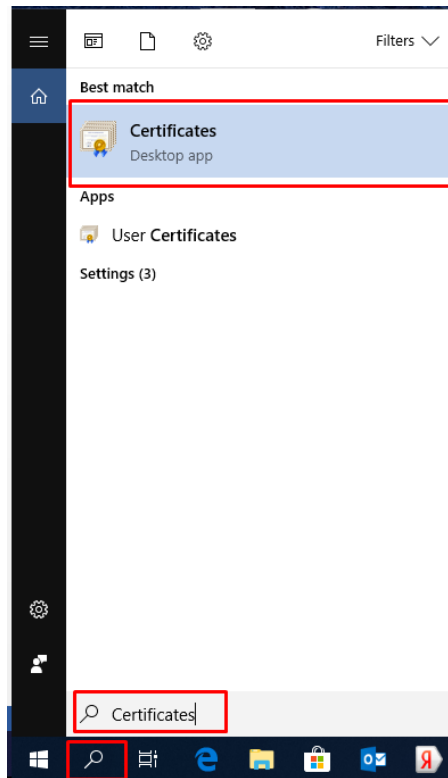 Filters
Best match
Certificates
Desktop app
Apps
User Certificates
Settings (3)
Certificates
Я